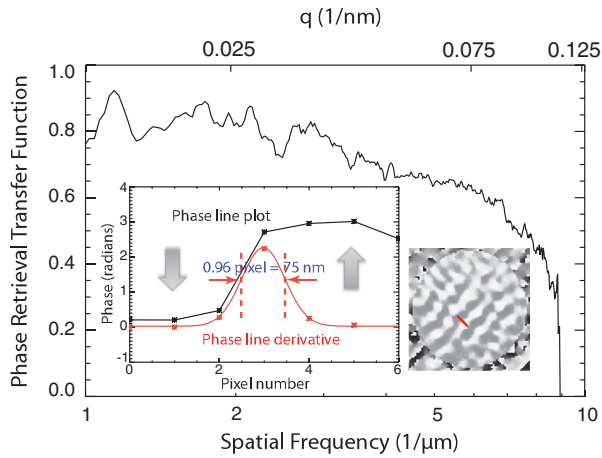 q (1/nm)
0.025 0.075 0.125
1.0
0.8
0.6
0.4
0.2
0.0
Phase Retrieval Transfer Function
4
3
2
1
0
-1
Phase (radians)
Phase line plot
0.96 pixel = 75 nm
Phase line derivative
0 2 4 6
Pixel number
1 2 5 10
Spatial Frequency (1/μm)